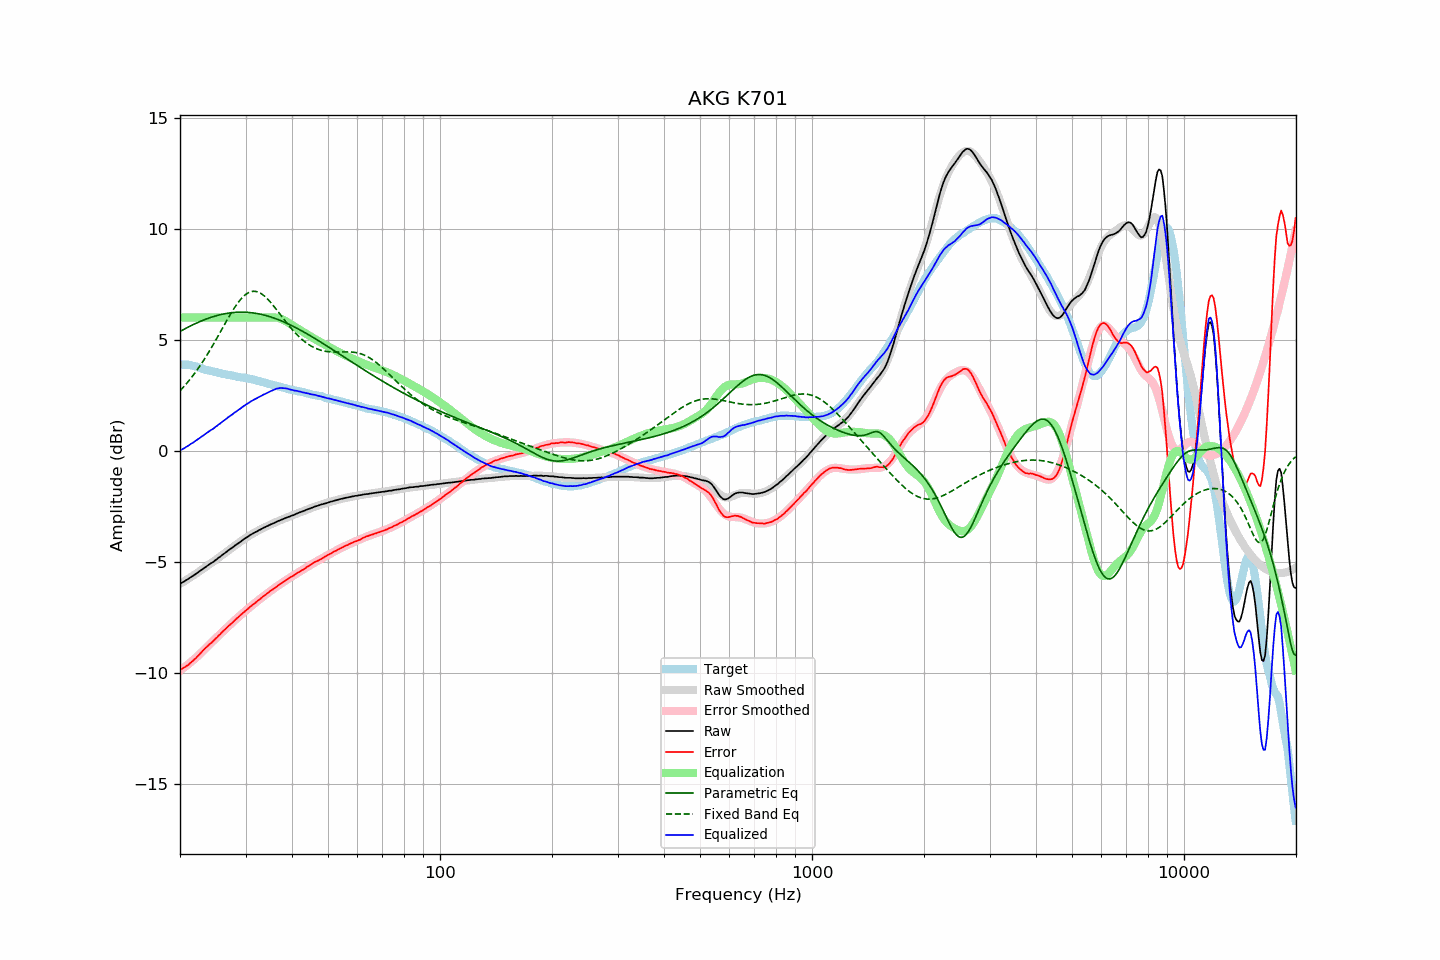 AKG K701
Amplitude (dBr)
15
10
5
0
−5
−10
−15
100
1000
10000
Frequency (Hz)
Target
Raw Smoothed
Error Smoothed
Raw
Error
Equalization
Parametric Eq
Fixed Band Eq
Equalized